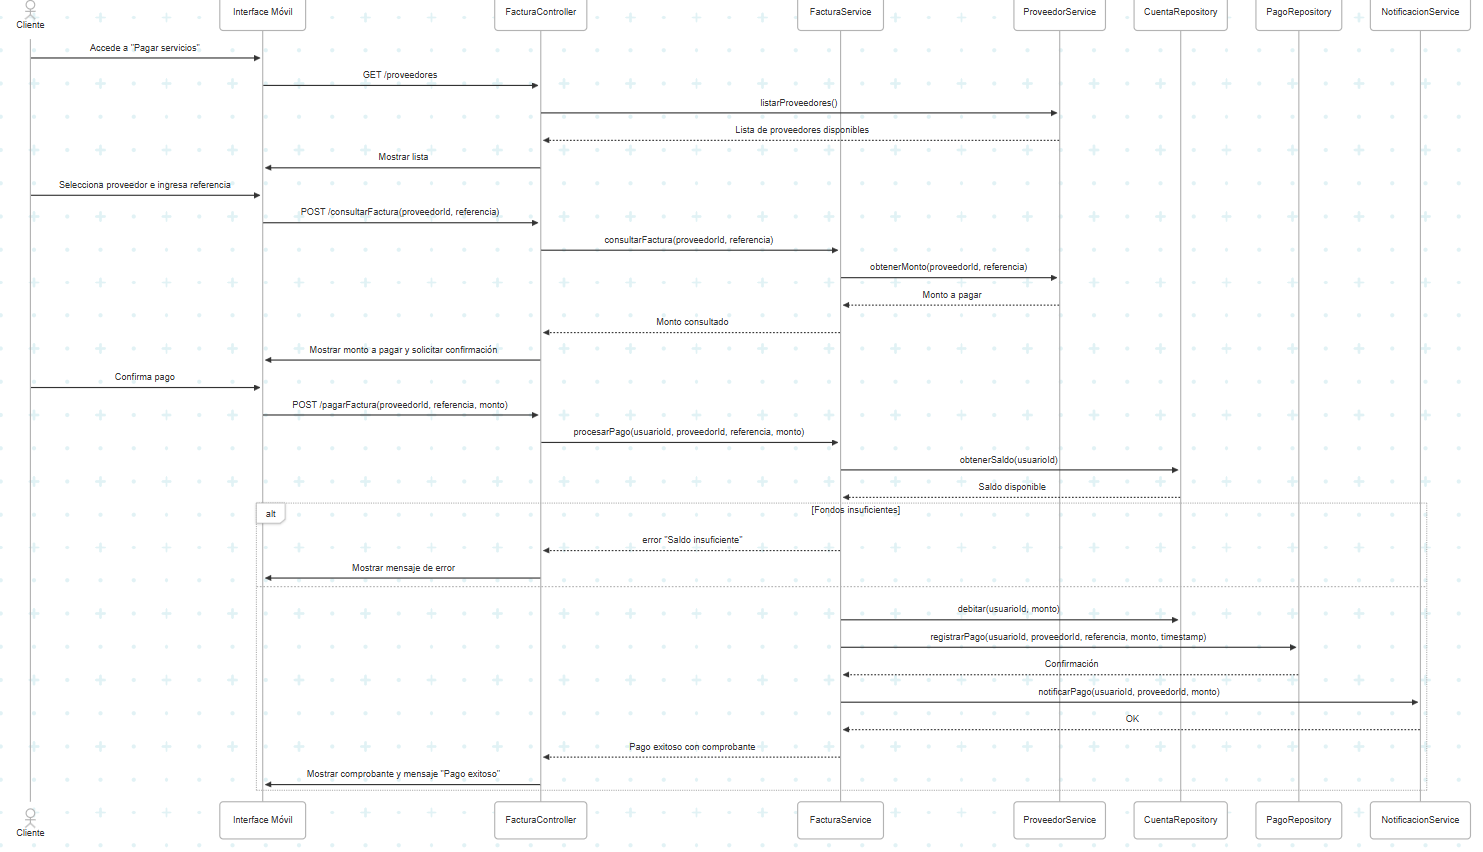 Cliente
Interface Móvil
FacturaController
FacturaService
ProveedorService
CuentaRepository
PagoRepository
NotificacionService
Accede a "Pagar servicios"
GET /proveedores
listarProveedores()
Lista de proveedores disponibles
Mostrar lista
Selecciona proveedor e ingresa referencia
POST /consultarFactura(proveedorId, referencia)
consultarFactura(proveedorId, referencia)
obtenerMonto(proveedorId, referencia)
Monto a pagar
Monto consultado
Mostrar monto a pagar y solicitar confirmación
Confirma pago
POST /pagarFactura(proveedorId, referencia, monto)
procesarPago(usuarioId, proveedorId, referencia, monto)
obtenerSaldo(usuarioId)
Saldo disponible
alt
[Fondos insuficientes]
error "Saldo insuficiente"
Mostrar mensaje de error
debitar(usuarioId, monto)
registrarPago(usuarioId, proveedorId, referencia, monto, timestamp)
Confirmación
notificarPago(usuarioId, proveedorId, monto)
OK
Pago exitoso con comprobante
Mostrar comprobante y mensaje "Pago exitoso"
Cliente
Interface Móvil
FacturaController
FacturaService
ProveedorService
CuentaRepository
PagoRepository
NotificacionService